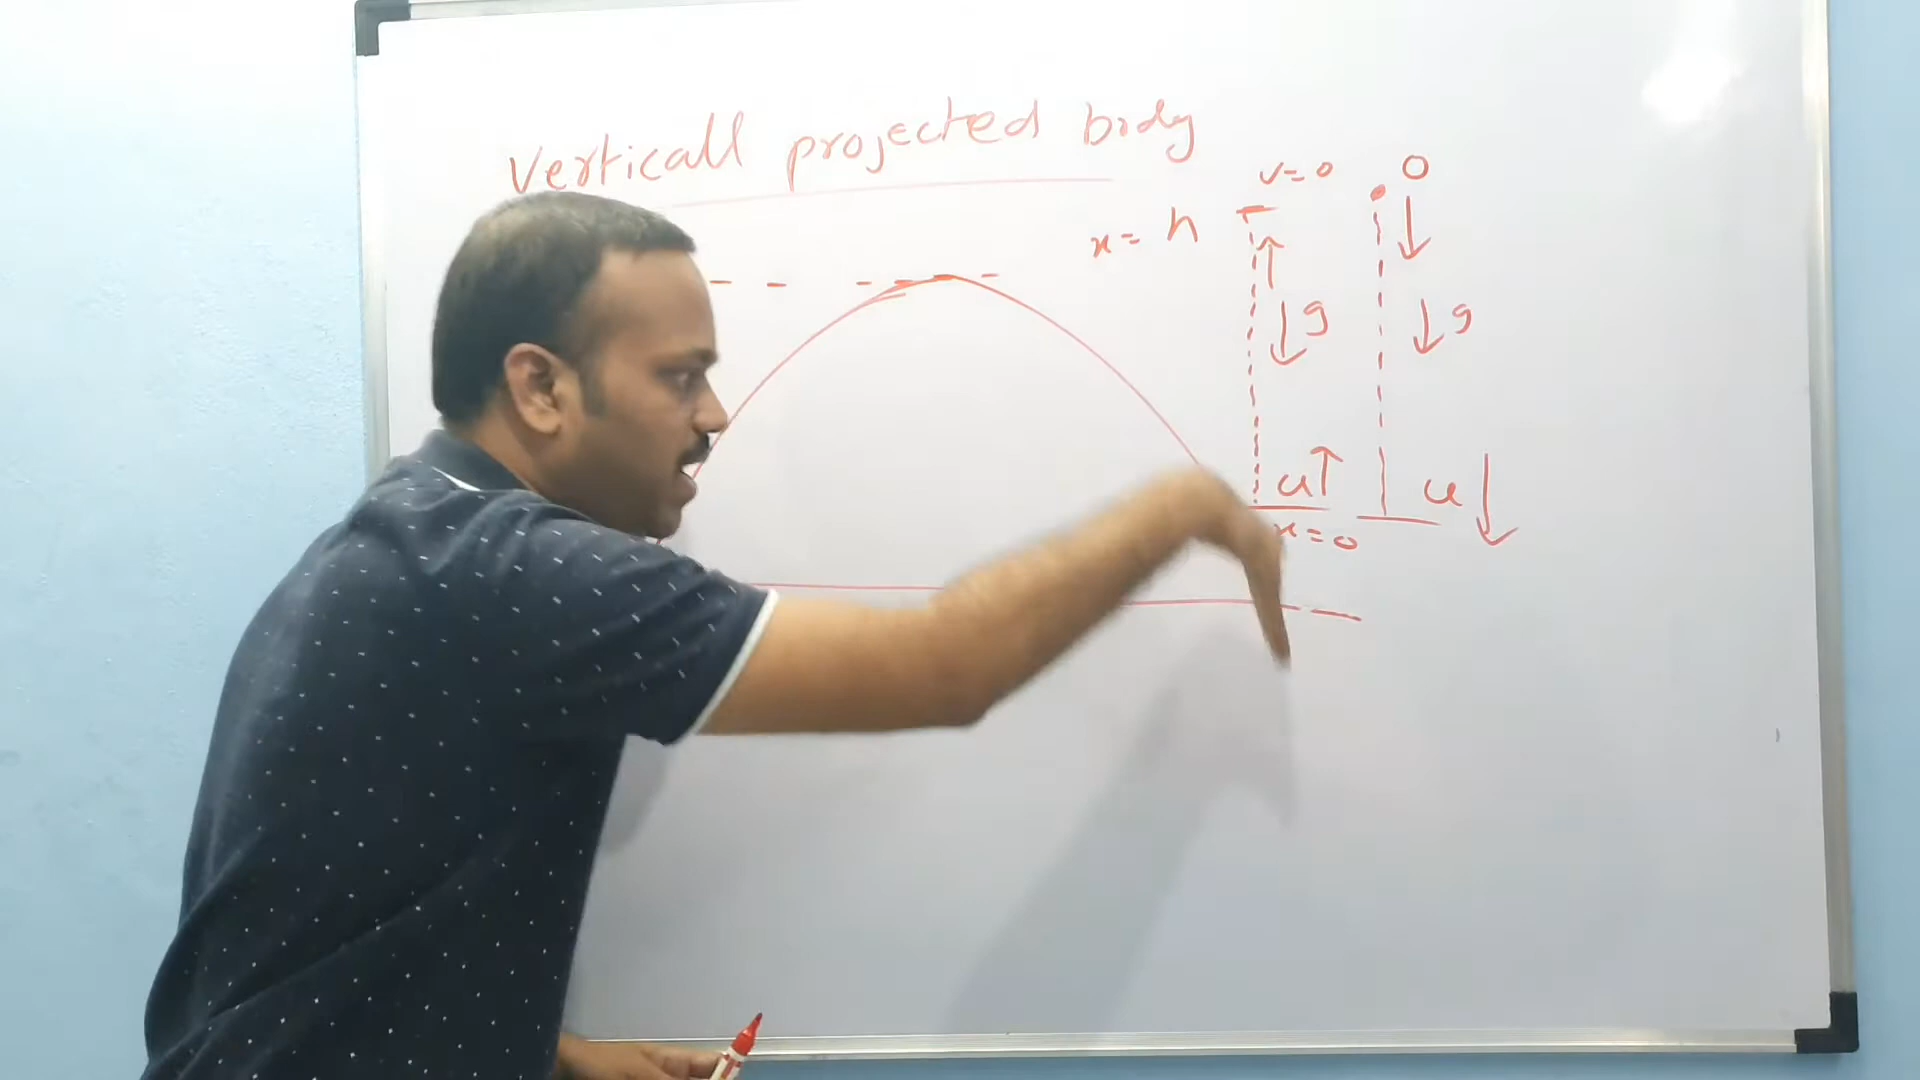 Verticall projected body
v=0
0
x= h
g
g
u
u
x=0